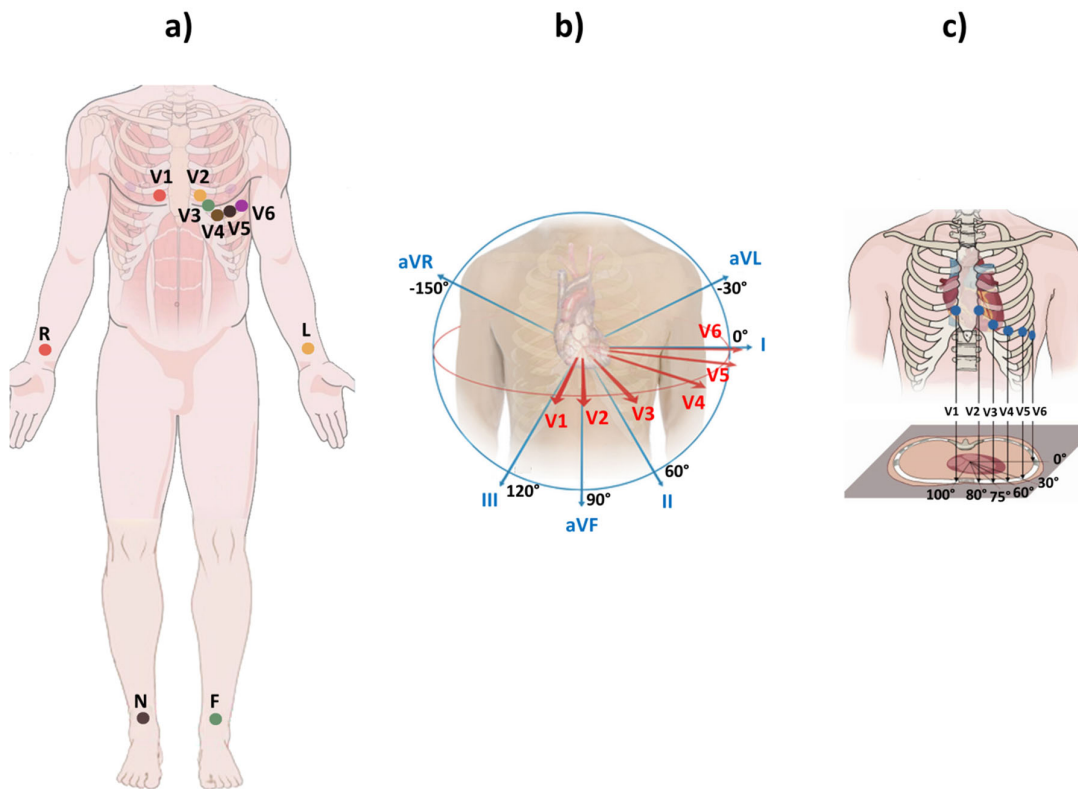 a)
b)
c)
V1 V2
V3 V4 V5 V6
R
L
N
F
aVR
-150°
aVL
-30°
V6
0°
I
V5
V4
V3
V2
V1
60°
120°
90°
III
II
aVF
V1 V2 V3 V4 V5 V6
0°
30°
100° 80° 75° 60°